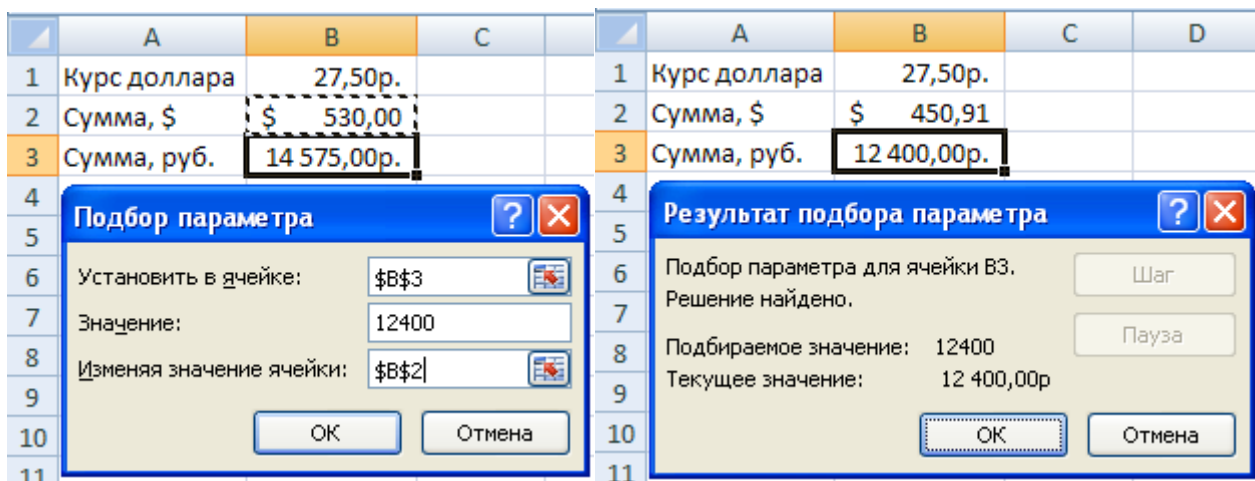 A B C
1 Курс доллара 27,50р.
2 Сумма, $ $ 530,00
3 Сумма, руб. 14 575,00р.
4
Подбор параметра
5
6 Установить в ячейке: $B$3
7 Значение: 12400
8 Изменяя значение ячейки: $B$2
9
10 ОК Отмена
11
A B C D
1 Курс доллара 27,50р.
2 Сумма, $ $ 450,91
3 Сумма, руб. 12 400,00р.
4
Результат подбора параметра
5
6 Подбор параметра для ячейки B3. Шаг
Решение найдено.
7
Пауза
8 Подбираемое значение: 12400
Текущее значение: 12 400,00р
9
10 ОК Отмена
11